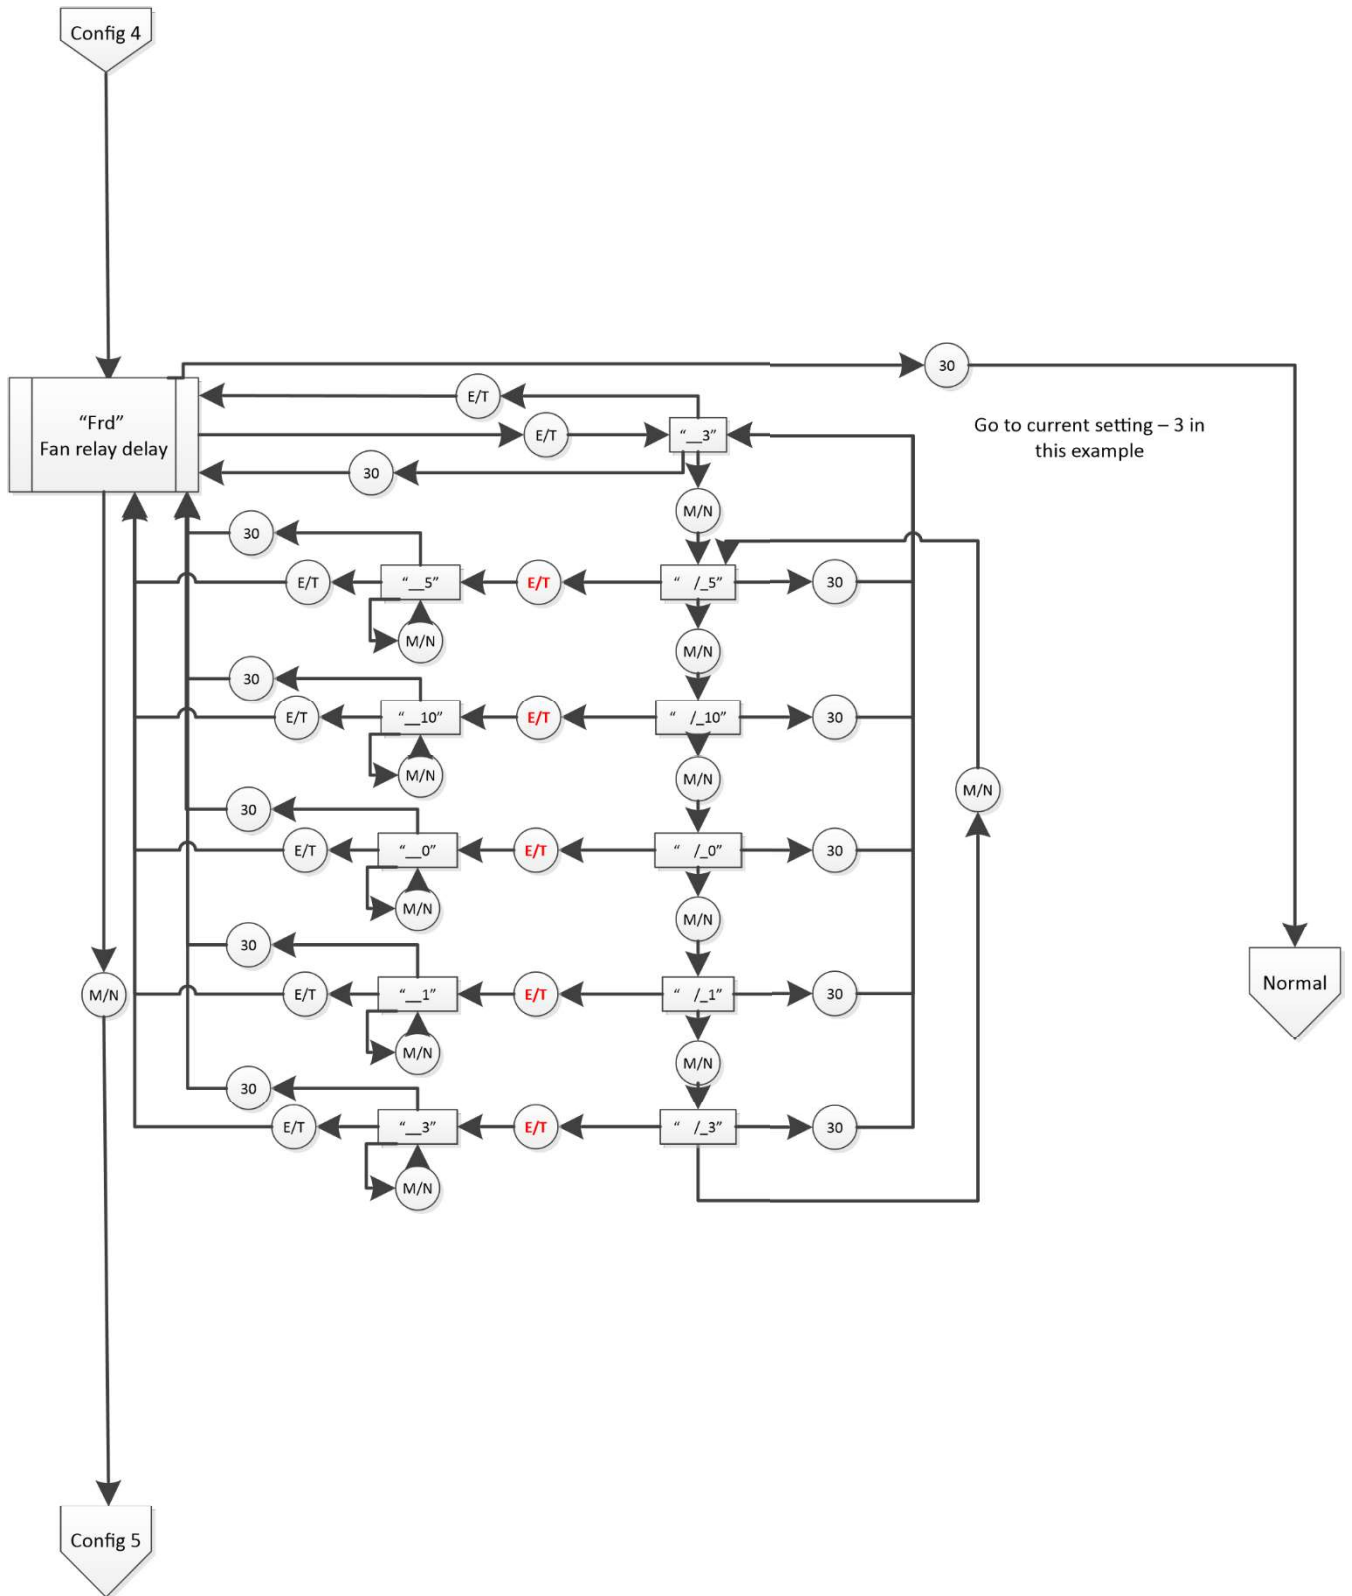 Config 4
30
E/T
"Frd"
Fan relay delay
E/T
"__3"
Go to current setting – 3 in
this example
30
M/N
30
E/T
"__5"
E/T
" /_5"
30
M/N
M/N
30
E/T
"__10"
E/T
" /_10"
30
M/N
M/N
M/N
30
E/T
"__0"
E/T
" /_0"
30
M/N
M/N
30
E/T
"__1"
E/T
" /_1"
30
M/N
Normal
M/N
M/N
30
E/T
"__3"
E/T
" /_3"
30
M/N
Config 5